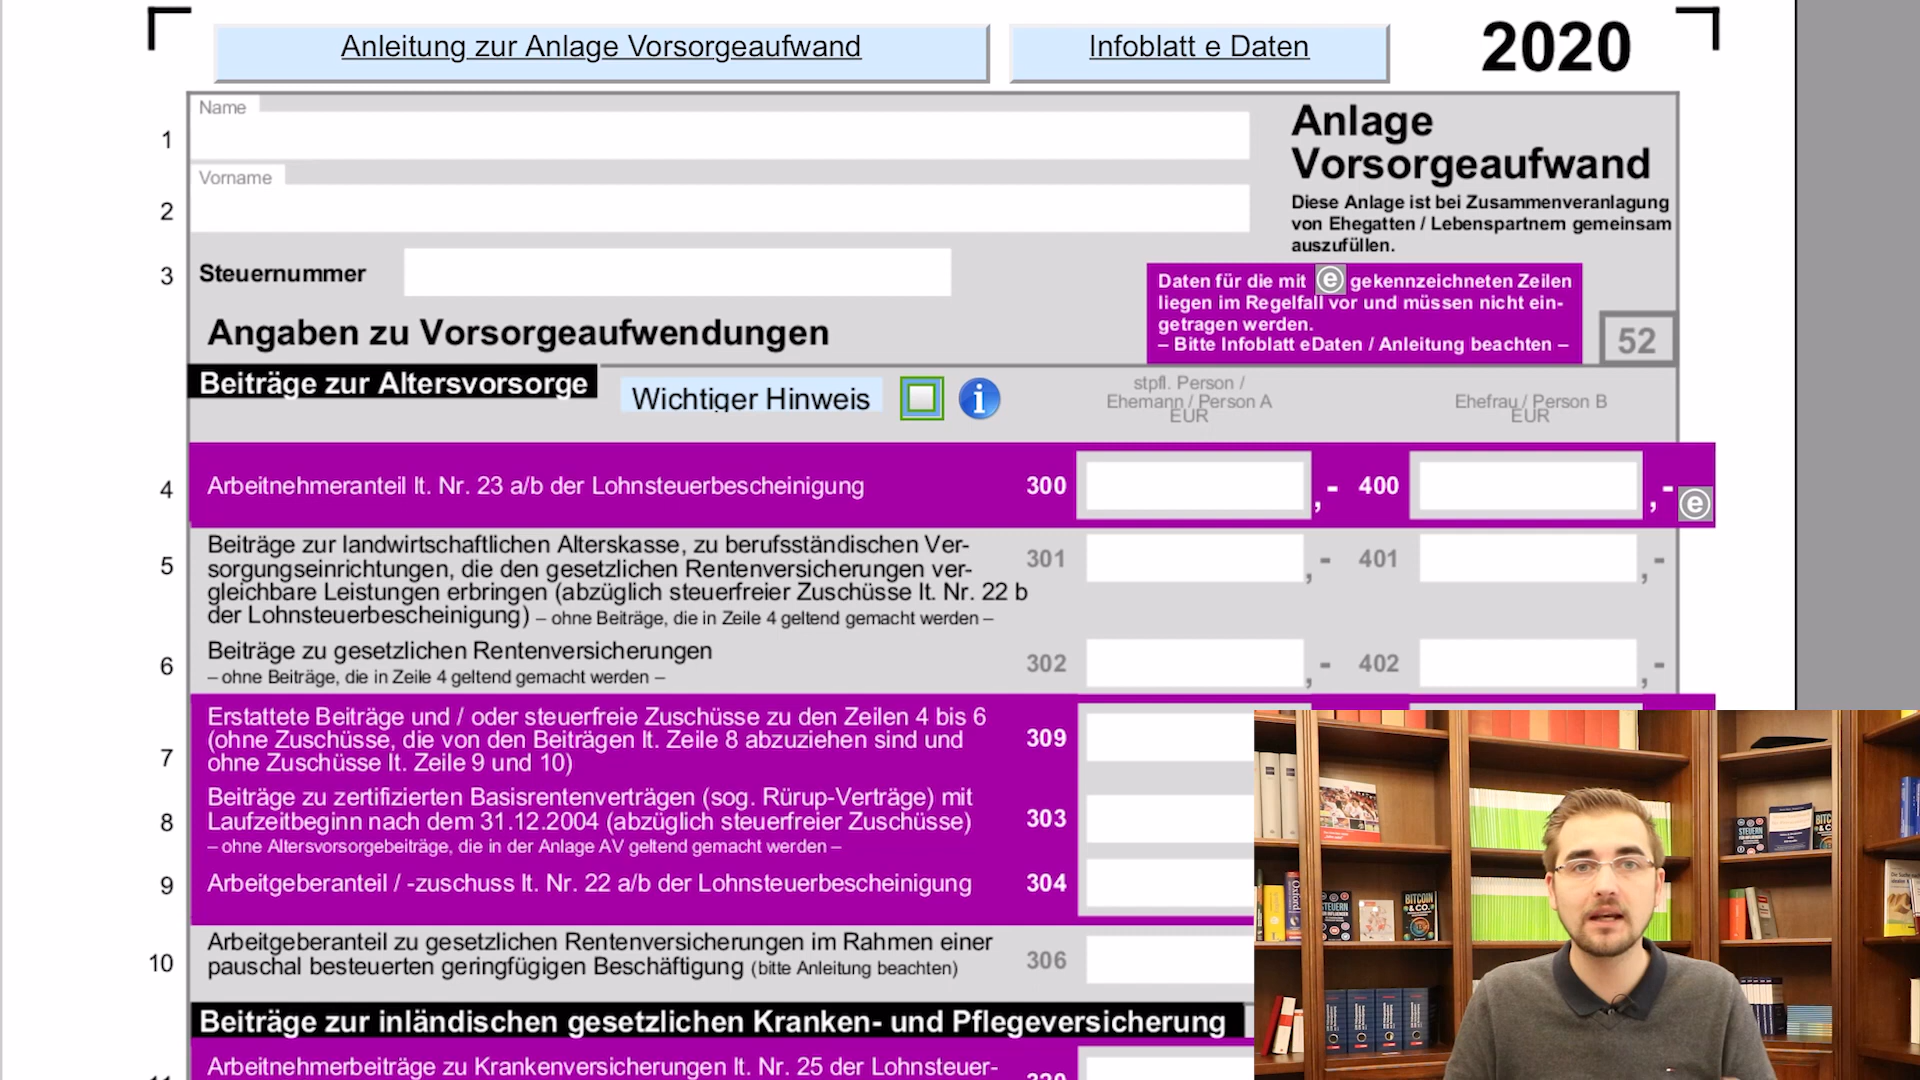 Anleitung zur Anlage Vorsorgeaufwand
Infoblatt e Daten
2020
Name
1
Vorname
2
3 Steuernummer
Anlage
Vorsorgeaufwand
Diese Anlage ist bei Zusammenveranlagung
von Ehegatten / Lebenspartnern gemeinsam
auszufüllen.
Daten für die mit e gekennzeichneten Zeilen
liegen im Regelfall vor und müssen nicht ein-
getragen werden.
– Bitte Infoblatt eDaten / Anleitung beachten –
52
Angaben zu Vorsorgeaufwendungen
Beiträge zur Altersvorsorge
Wichtiger Hinweis
i
stpfl. Person /
Ehemann / Person A
EUR
Ehefrau / Person B
EUR
4 Arbeitnehmeranteil lt. Nr. 23 a/b der Lohnsteuerbescheinigung 300 ,- 400 ,- e
Beiträge zur landwirtschaftlichen Alterskasse, zu berufsständischen Ver-
5 sorgungseinrichtungen, die den gesetzlichen Rentenversicherungen ver- 301 ,- 401 ,-
gleichbare Leistungen erbringen (abzüglich steuerfreier Zuschüsse lt. Nr. 22 b
der Lohnsteuerbescheinigung) – ohne Beiträge, die in Zeile 4 geltend gemacht werden –
6 Beiträge zu gesetzlichen Rentenversicherungen 302 ,- 402 ,-
– ohne Beiträge, die in Zeile 4 geltend gemacht werden –
Erstattete Beiträge und / oder steuerfreie Zuschüsse zu den Zeilen 4 bis 6
7 (ohne Zuschüsse, die von den Beiträgen lt. Zeile 8 abzuziehen sind und 309
ohne Zuschüsse lt. Zeile 9 und 10)
Beiträge zu zertifizierten Basisrentenverträgen (sog. Rürup-Verträge) mit
8 Laufzeitbeginn nach dem 31.12.2004 (abzüglich steuerfreier Zuschüsse) 303
– ohne Altersvorsorgebeiträge, die in der Anlage AV geltend gemacht werden –
9 Arbeitgeberanteil / -zuschuss lt. Nr. 22 a/b der Lohnsteuerbescheinigung 304
Arbeitgeberanteil zu gesetzlichen Rentenversicherungen im Rahmen einer
10 pauschal besteuerten geringfügigen Beschäftigung (bitte Anleitung beachten) 306
Beiträge zur inländischen gesetzlichen Kranken- und Pflegeversicherung
Arbeitnehmerbeiträge zu Krankenversicherungen lt. Nr. 25 der Lohnsteuer-
Oxford
STEUERN
BITCOIN
& CO.
STEUERN